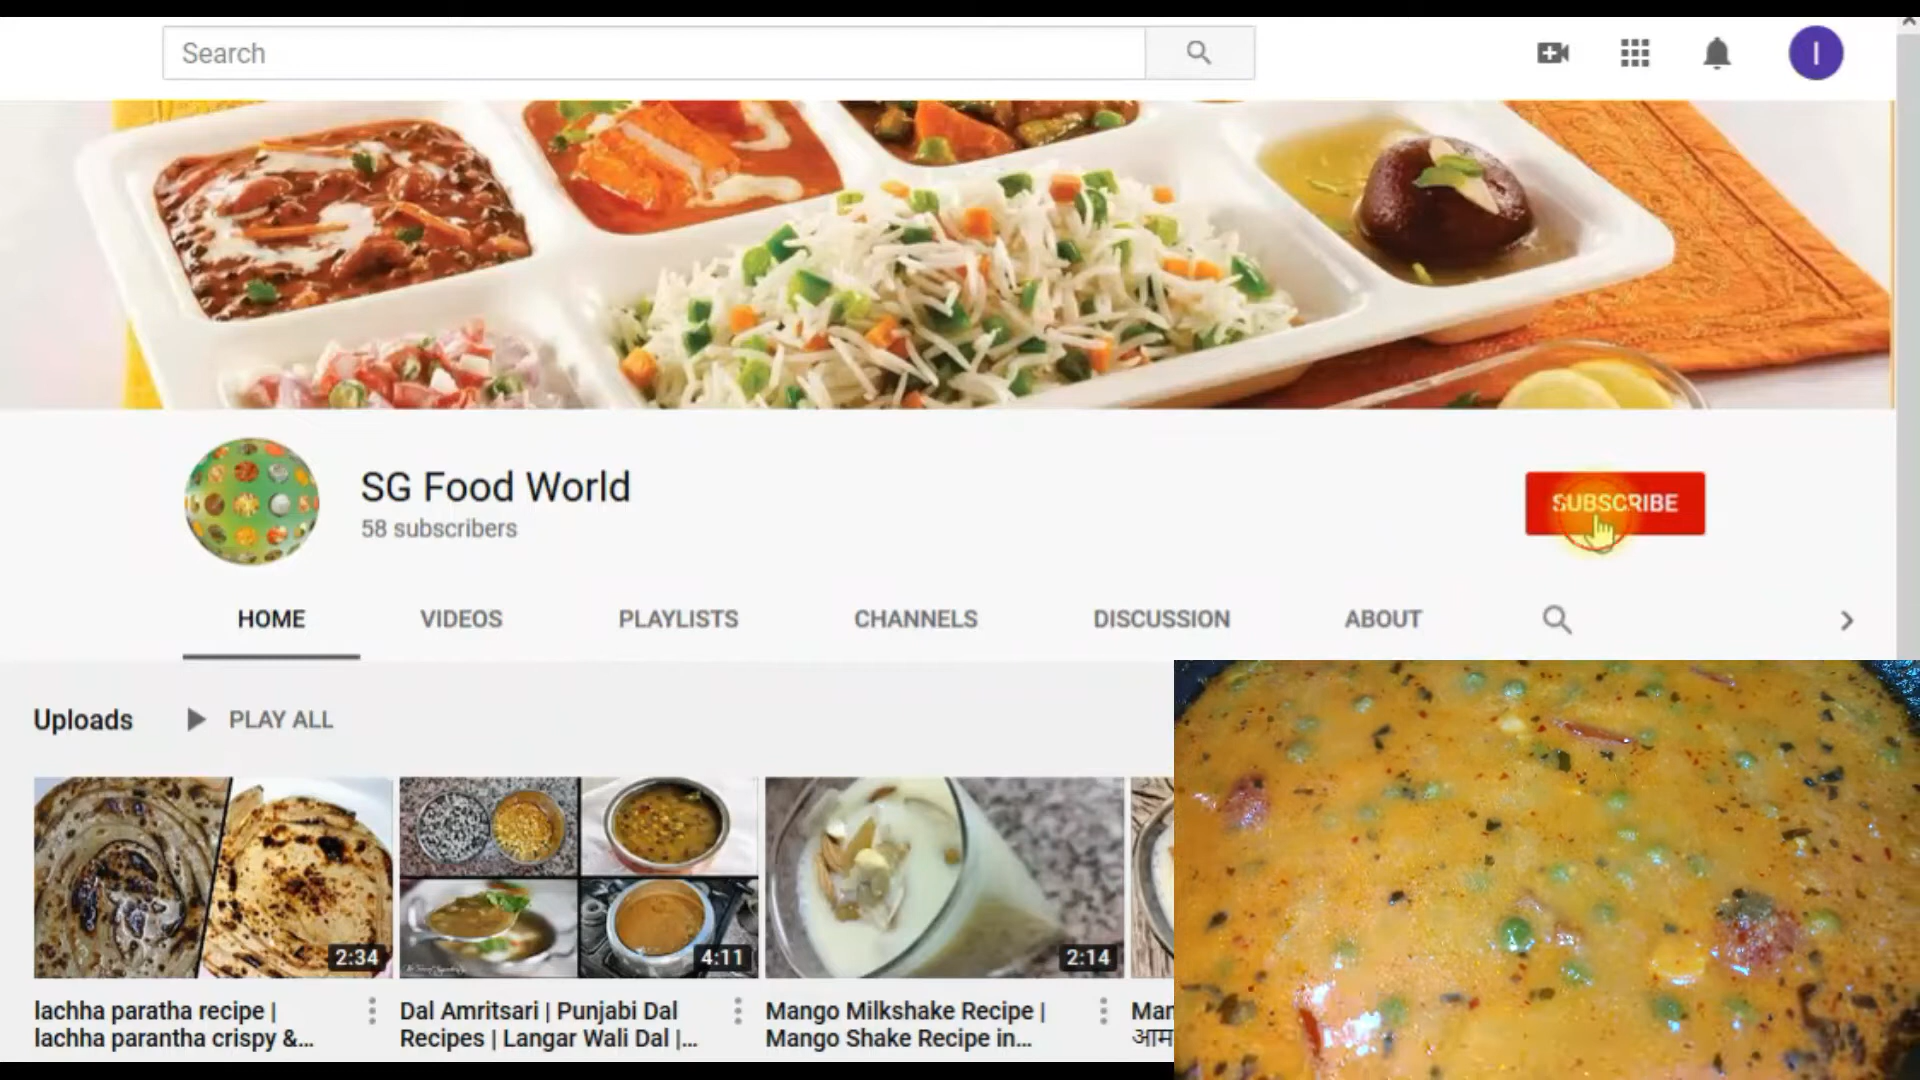 Search
I
SG Food World
58 subscribers
SUBSCRIBE
HOME VIDEOS PLAYLISTS CHANNELS DISCUSSION ABOUT
Uploads PLAY ALL
2:34
4:11
2:14
lachha paratha recipe |
lachha parantha crispy &...
Dal Amritsari | Punjabi Dal
Recipes | Langar Wali Dal |...
Mango Milkshake Recipe |
Mango Shake Recipe in...
आम